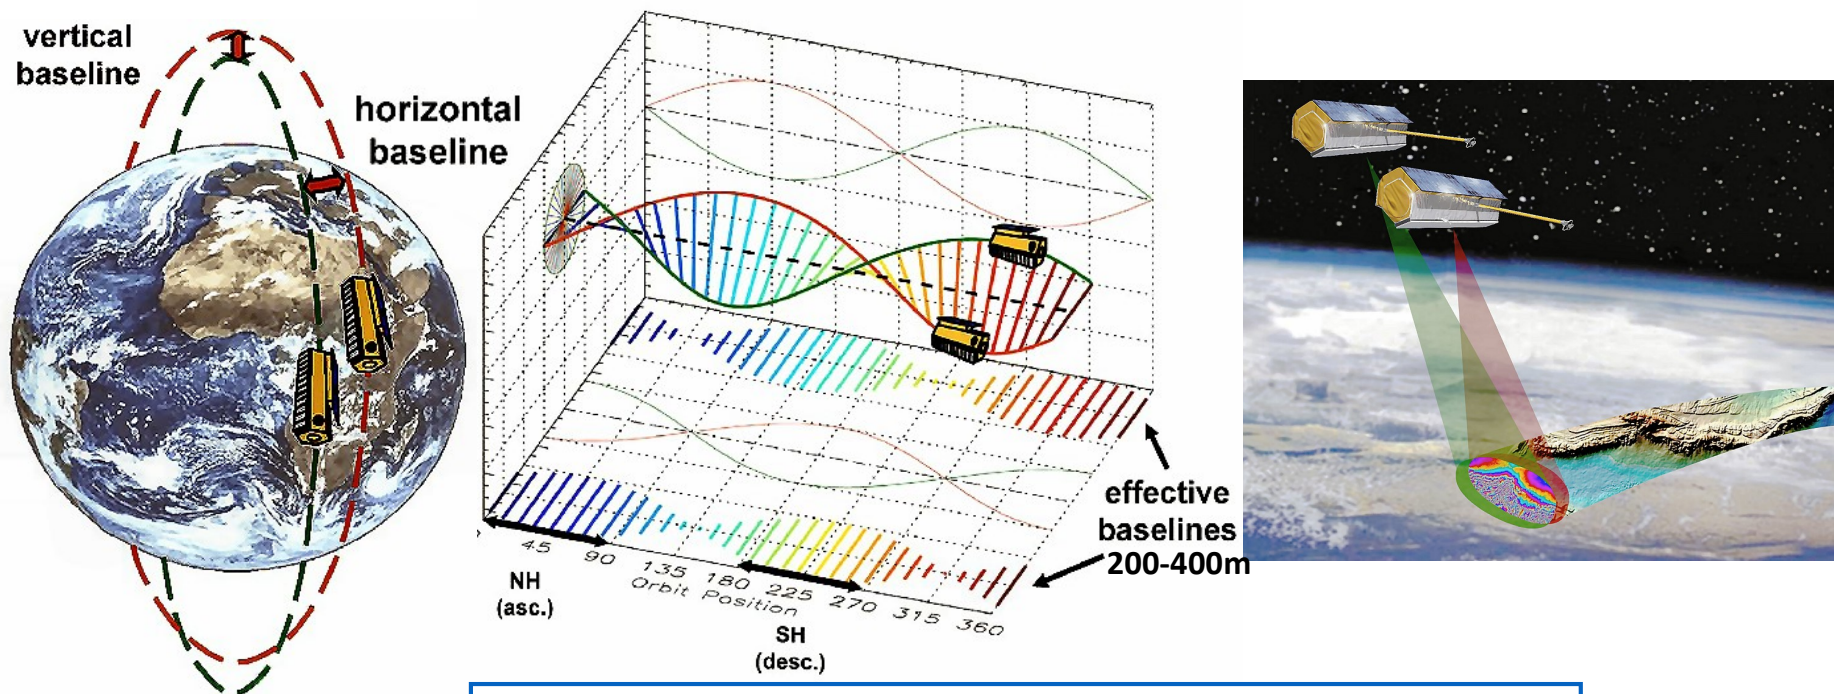 vertical
baseline
horizontal
baseline
effective
baselines
200-400m
45
90
135
180
225
270
315
360
Orbit Position
NH
(asc.)
SH
(desc.)